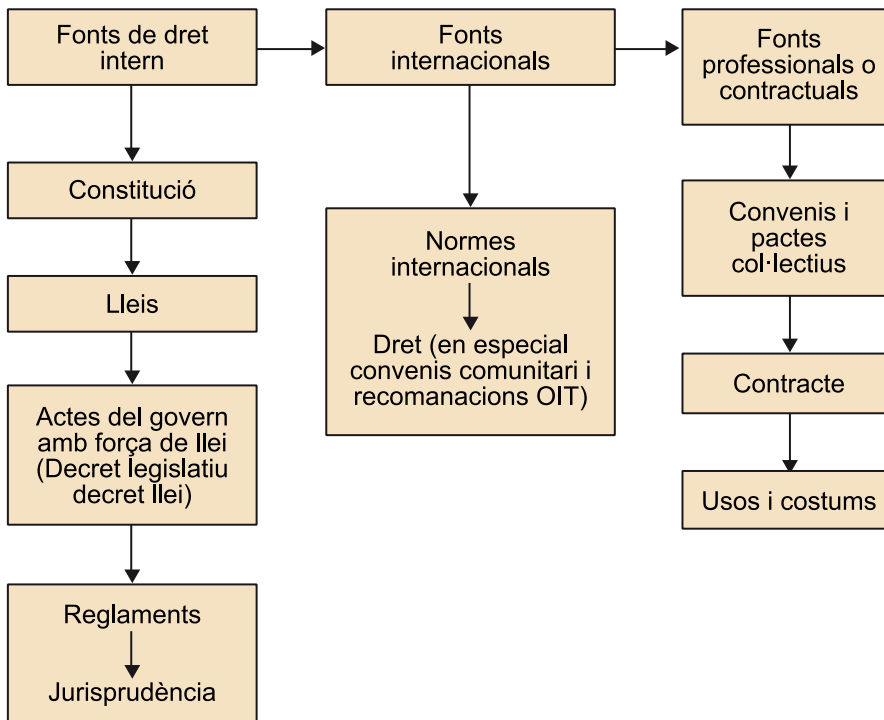 Fonts de dret
intern
Constitució
Lleis
Actes del govern
amb força de llei
(Decret legislatiu
decret llei)
Reglaments
Jurisprudència
Fonts
internacionals
Normes
internacionals
Dret (en especial
convenis comunitari i
recomanacions OIT)
Fonts
professionals o
contractuals
Convenis i
pactes
col·lectius
Contracte
Usos i costums